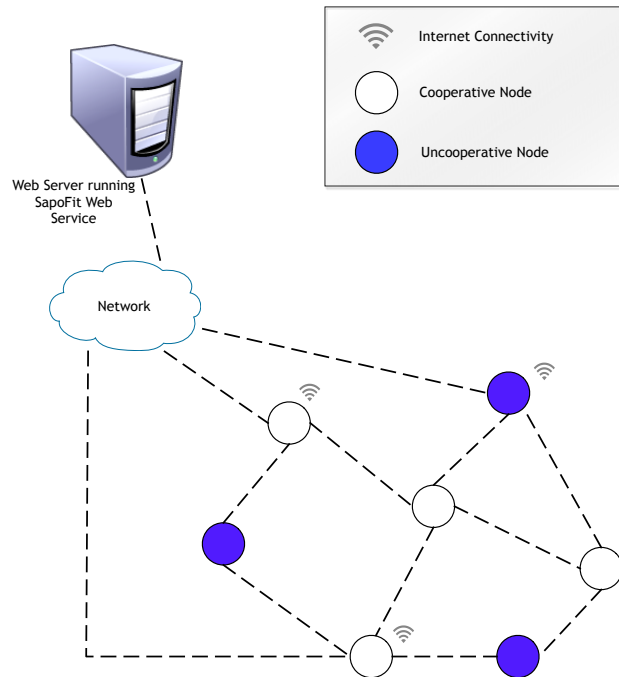 Internet Connectivity
Cooperative Node
Uncooperative Node
Web Server running
SapoFit Web
Service
Network